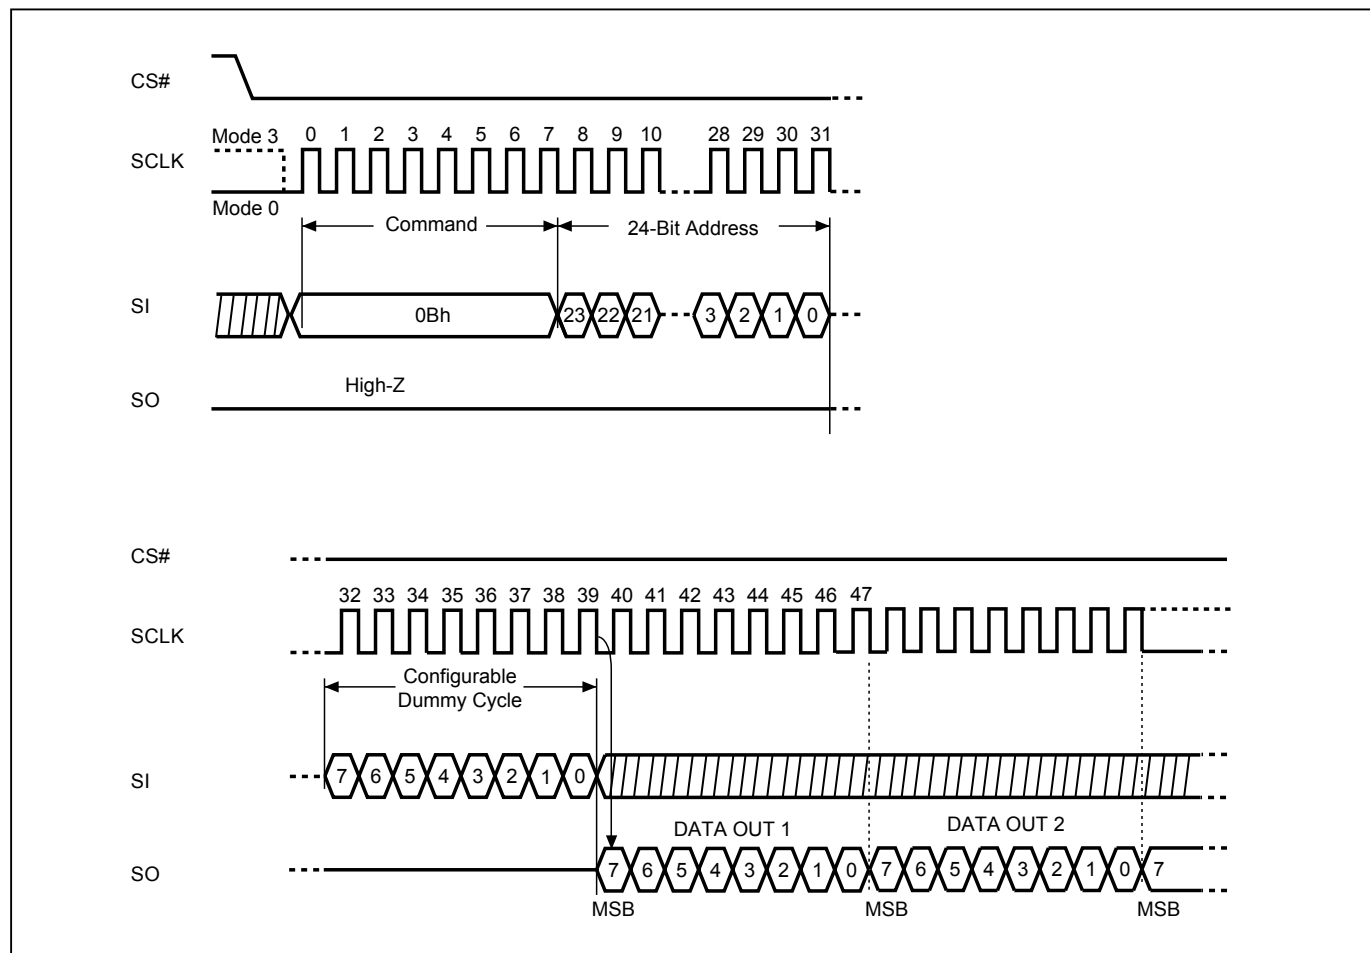 CS#
Mode 3 0 1 2 3 4 5 6 7 8 9 10 28 29 30 31
SCLK
Mode 0
Command 24-Bit Address
SI 0Bh 23 22 21 3 2 1 0
High-Z
SO
CS#
32 33 34 35 36 37 38 39 40 41 42 43 44 45 46 47
SCLK
Configurable
Dummy Cycle
SI 7 6 5 4 3 2 1 0
DATA OUT 1 DATA OUT 2
SO 7 6 5 4 3 2 1 0 7 6 5 4 3 2 1 0 7
MSB MSB MSB